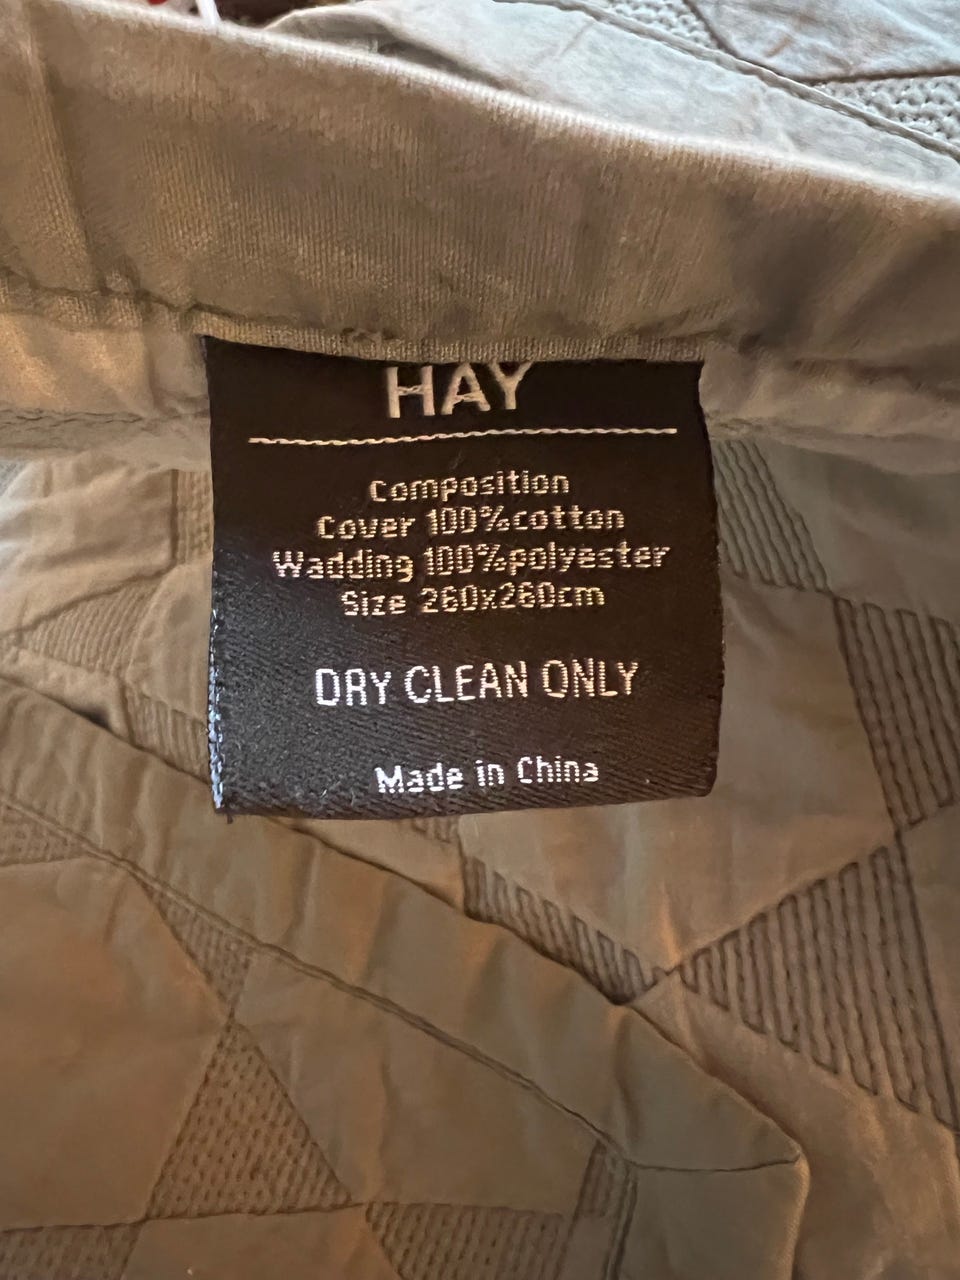 HAY
Composition
Cover 100%cotton
Wadding 100%polyester
Size 260x260cm
DRY CLEAN ONLY
Made in China